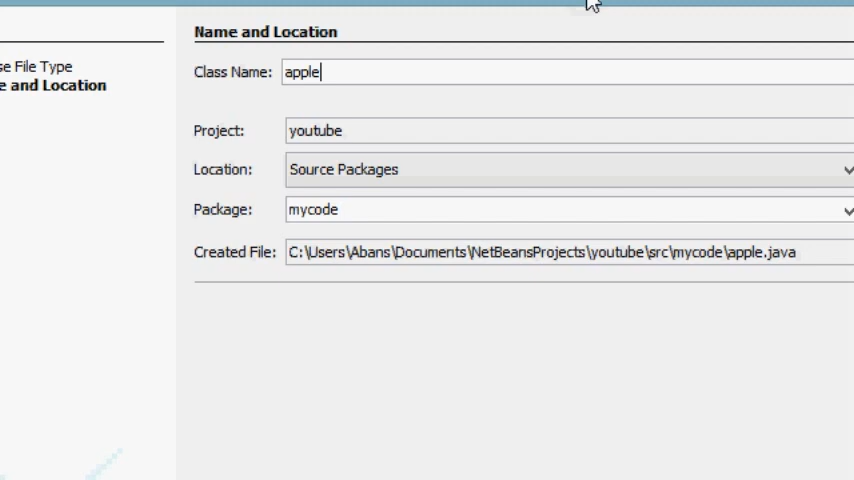 Name and Location
se File Type
e and Location
Class Name: apple
Project: youtube
Location: Source Packages
Package: mycode
Created File: C:\Users\Abans\Documents\NetBeansProjects\youtube\src\mycode\apple.java